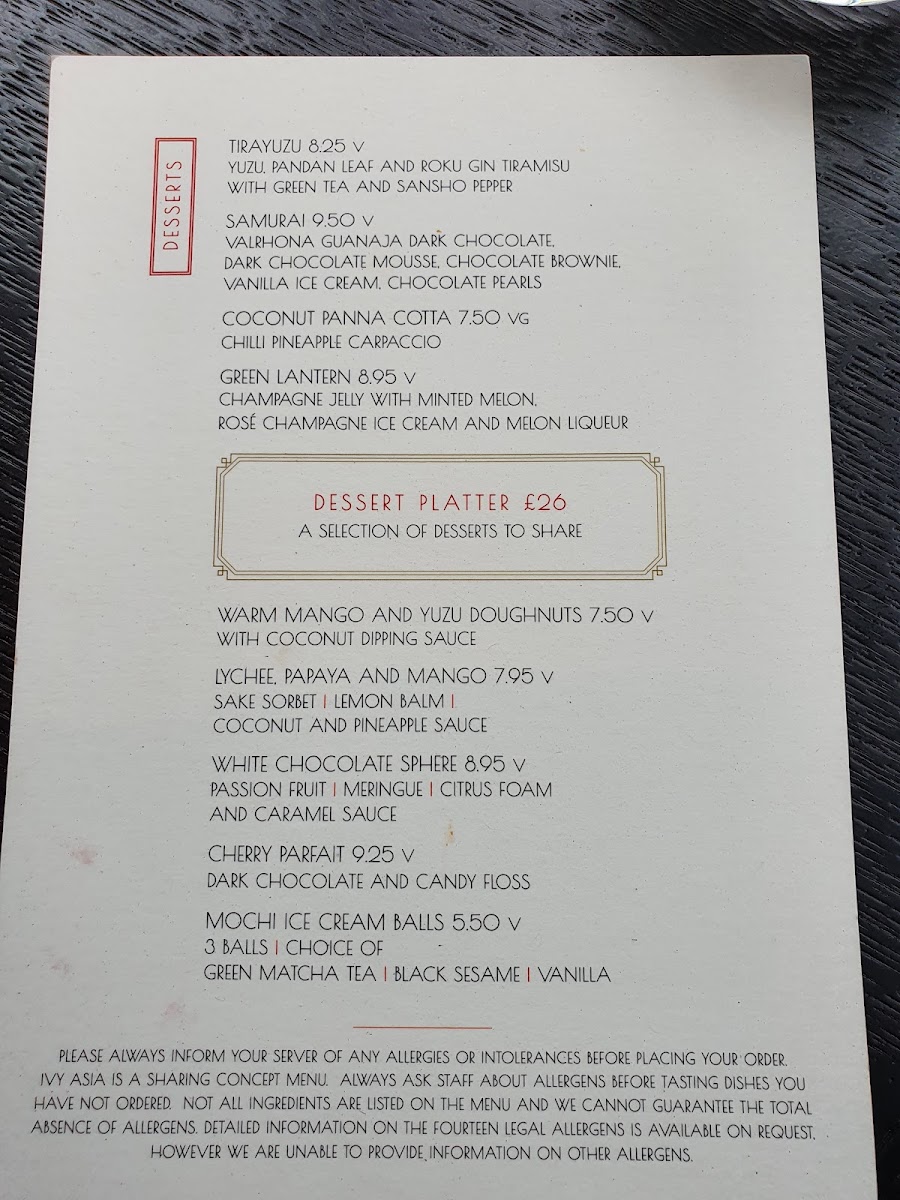 DESSERTS
TIRAYUZU 8.25 V
YUZU, PANDAN LEAF AND ROKU GIN TIRAMISU
WITH GREEN TEA AND SANSHO PEPPER
SAMURAI 9.50 V
VALRHONA GUANAJA DARK CHOCOLATE,
DARK CHOCOLATE MOUSSE, CHOCOLATE BROWNIE,
VANILLA ICE CREAM, CHOCOLATE PEARLS
COCONUT PANNA COTTA 7.50 VG
CHILLI PINEAPPLE CARPACCIO
GREEN LANTERN 8.95 V
CHAMPAGNE JELLY WITH MINTED MELON,
ROSÉ CHAMPAGNE ICE CREAM AND MELON LIQUEUR
DESSERT PLATTER £26
A SELECTION OF DESSERTS TO SHARE
WARM MANGO AND YUZU DOUGHNUTS 7.50 V
WITH COCONUT DIPPING SAUCE
LYCHEE, PAPAYA AND MANGO 7.95 V
SAKE SORBET | LEMON BALM |
COCONUT AND PINEAPPLE SAUCE
WHITE CHOCOLATE SPHERE 8.95 V
PASSION FRUIT | MERINGUE | CITRUS FOAM
AND CARAMEL SAUCE
CHERRY PARFAIT 9.25 V
DARK CHOCOLATE AND CANDY FLOSS
MOCHI ICE CREAM BALLS 5.50 V
3 BALLS | CHOICE OF
GREEN MATCHA TEA | BLACK SESAME | VANILLA
PLEASE ALWAYS INFORM YOUR SERVER OF ANY ALLERGIES OR INTOLERANCES BEFORE PLACING YOUR ORDER.
IVY ASIA IS A SHARING CONCEPT MENU. ALWAYS ASK STAFF ABOUT ALLERGENS BEFORE TASTING DISHES YOU
HAVE NOT ORDERED. NOT ALL INGREDIENTS ARE LISTED ON THE MENU AND WE CANNOT GUARANTEE THE TOTAL
ABSENCE OF ALLERGENS. DETAILED INFORMATION ON THE FOURTEEN LEGAL ALLERGENS IS AVAILABLE ON REQUEST,
HOWEVER WE ARE UNABLE TO PROVIDE INFORMATION ON OTHER ALLERGENS.